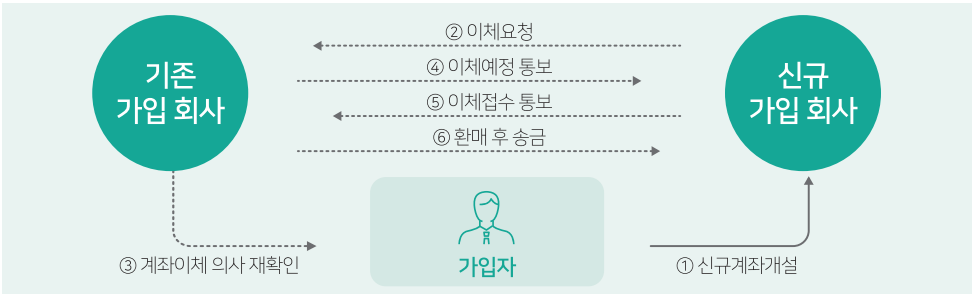 기존
가입 회사
② 이체요청
④ 이체예정 통보
⑤ 이체접수 통보
⑥ 환매 후 송금
신규
가입 회사
③ 계좌이체 의사 재확인
가입자
① 신규계좌개설